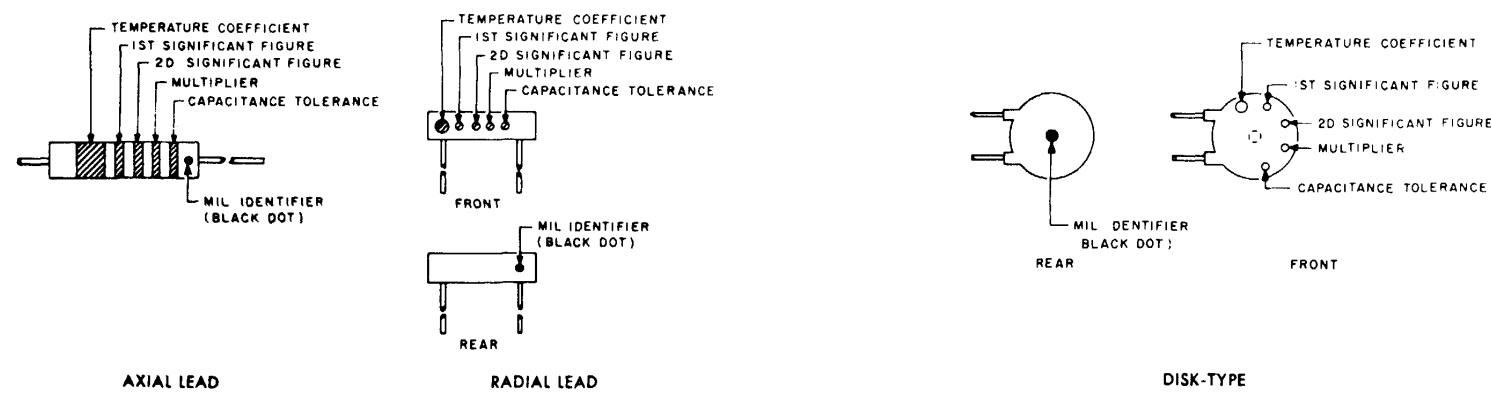 TEMPERATURE COEFFICIENT
1ST SIGNIFICANT FIGURE
2D SIGNIFICANT FIGURE
MULTIPLIER
CAPACITANCE TOLERANCE
MIL IDENTIFIER
(BLACK DOT)
AXIAL LEAD
TEMPERATURE COEFFICIENT
1ST SIGNIFICANT FIGURE
2D SIGNIFICANT FIGURE
MULTIPLIER
CAPACITANCE TOLERANCE
FRONT
MIL IDENTIFIER
(BLACK DOT)
REAR
RADIAL LEAD
MIL DENTIFIER
BLACK DOT)
REAR
TEMPERATURE COEFFICIENT
1ST SIGNIFICANT FIGURE
2D SIGNIFICANT FIGURE
MULTIPLIER
CAPACITANCE TOLERANCE
FRONT
DISK-TYPE